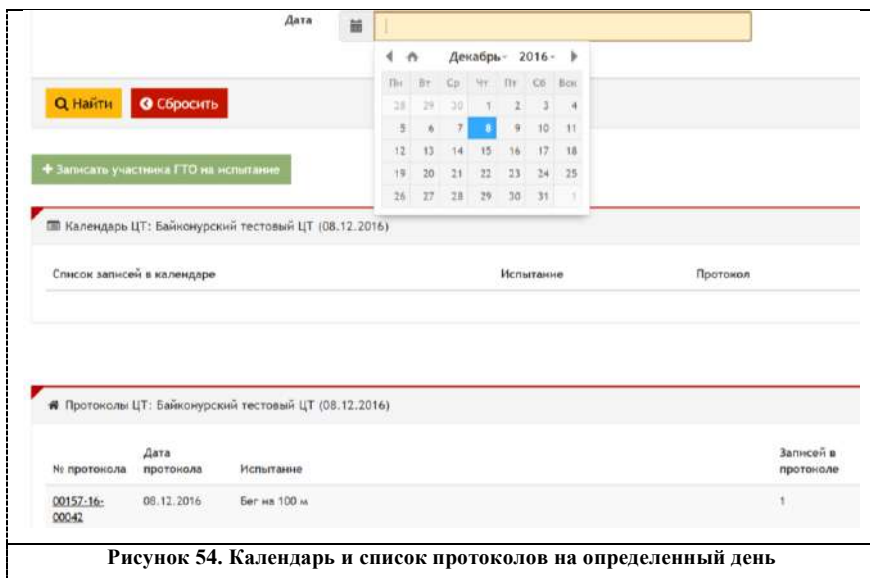 Дата
Декабрь 2016
Пн Вт Ср Чт Пт Сб Вск
28 29 30 1 2 3 4
5 6 7 8 9 10 11
12 13 14 15 16 17 18
19 20 21 22 23 24 25
26 27 28 29 30 31 1
Найти Сбросить
+ Записать участника ГТО на испытание
Календарь ЦТ: Байконурский тестовый ЦТ (08.12.2016)
Список записей в календаре Испытание Протокол
Протоколы ЦТ: Байконурский тестовый ЦТ (08.12.2016)
№ протокола Дата протокола Испытание Записей в протоколе
00157-16-00042 08.12.2016 Бег на 100 м 1
Рисунок 54. Календарь и список протоколов на определенный день